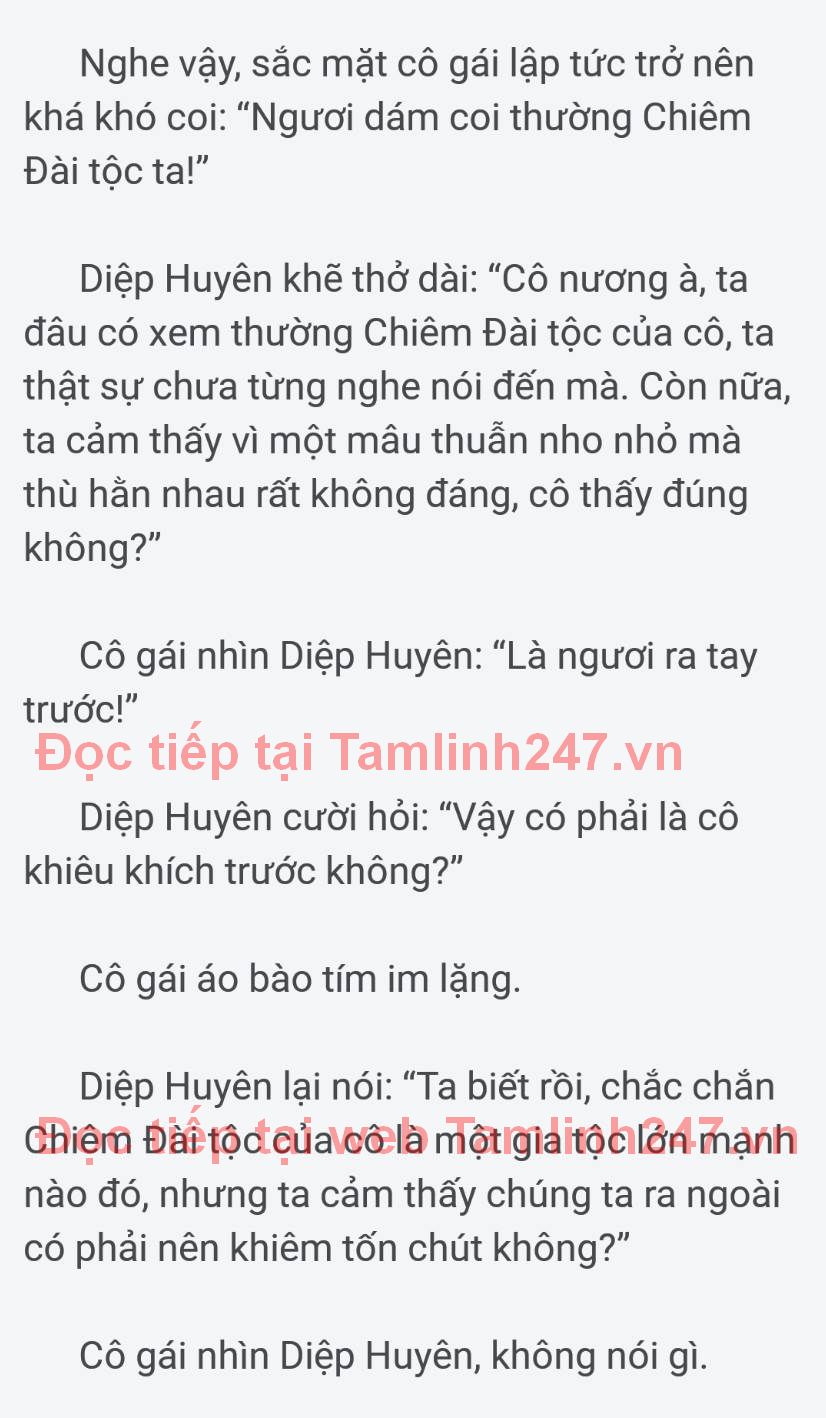 Nghe vậy, sắc mặt cô gái lập tức trở nên
khá khó coi: “Ngươi dám coi thường Chiêm
Đài tộc ta!”
Diệp Huyên khẽ thở dài: “Cô nương à, ta
đâu có xem thường Chiêm Đài tộc của cô, ta
thật sự chưa từng nghe nói đến mà. Còn nữa,
ta cảm thấy vì một mâu thuẫn nho nhỏ mà
thù hằn nhau rất không đáng, cô thấy đúng
không?”
Cô gái nhìn Diệp Huyên: “Là ngươi ra tay
trước!”
Đọc tiếp tại Tamlinh247.vn
Diệp Huyên cười hỏi: “Vậy có phải là cô
khiêu khích trước không?”
Cô gái áo bào tím im lặng.
Diệp Huyên lại nói: “Ta biết rồi, chắc chắn
Chiêm Đài tộc của cô là một gia tộc lớn mạnh
Đọc tiếp tại web Tamlinh247.vn
nào đó, nhưng ta cảm thấy chúng ta ra ngoài
có phải nên khiêm tốn chút không?”
Cô gái nhìn Diệp Huyên, không nói gì.